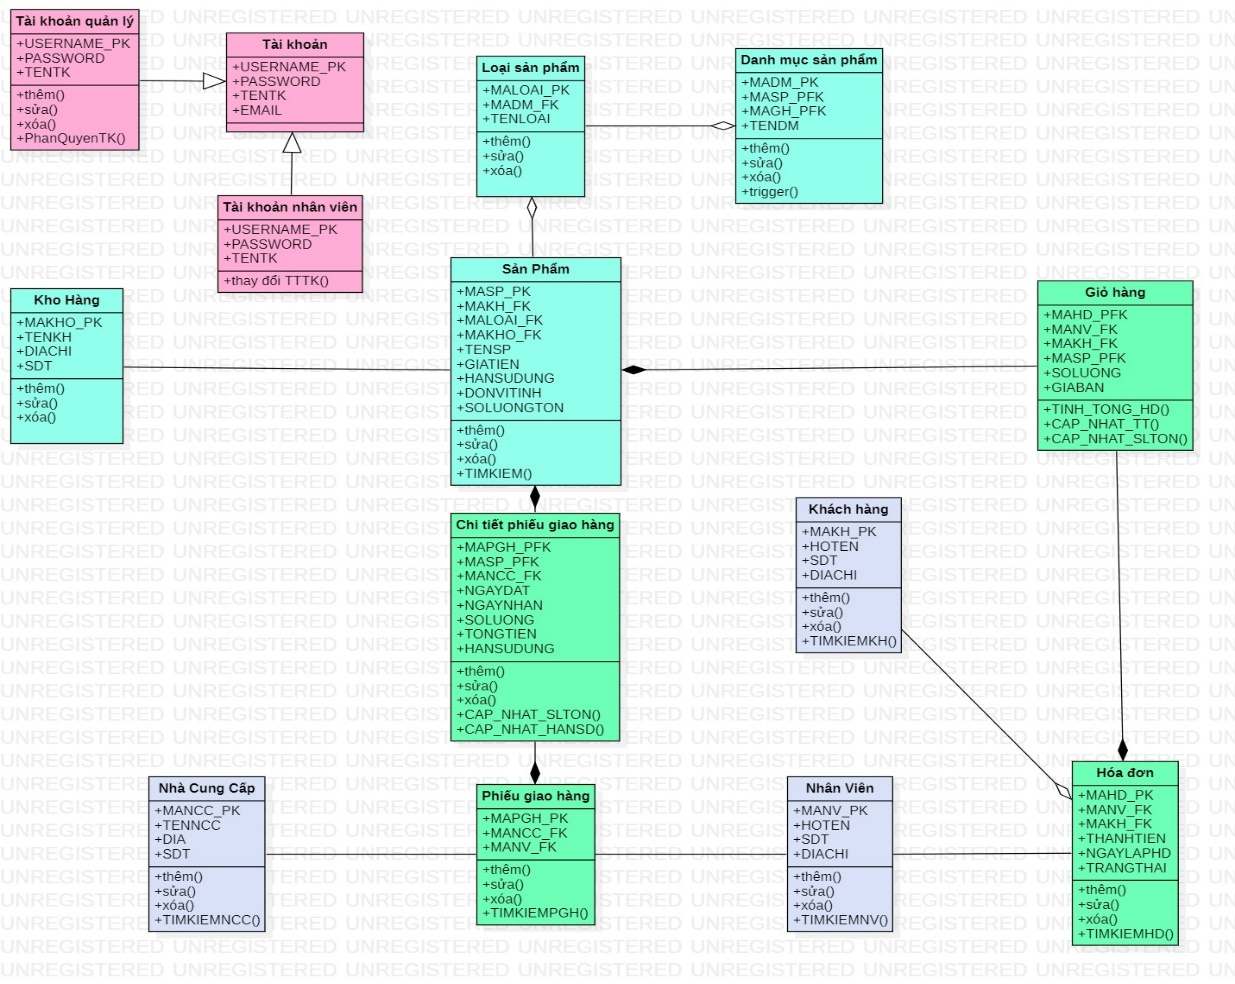 Tài khoản quản lý
+USERNAME_PK
+PASSWORD
+TENTK
+thêm()
+sửa()
+xóa()
+PhanQuyenTK()
Tài khoản
+USERNAME_PK
+PASSWORD
+TENTK
+EMAIL
Loại sản phẩm
+MALOAI_PK
+MADM_FK
+TENLOAI
+thêm()
+sửa()
+xóa()
Danh mục sản phẩm
+MADM_PK
+MASP_PFK
+MAGH_PFK
+TENDM
+thêm()
+sửa()
+xóa()
+trigger()
Tài khoản nhân viên
+USERNAME_PK
+PASSWORD
+TENTK
+thay đổi TTTK()
Kho Hàng
+MAKHO_PK
+TENKH
+DIACHI
+SDT
+thêm()
+sửa()
+xóa()
Sản Phẩm
+MASP_PK
+MAKH_FK
+MALOAI_FK
+MAKHO_FK
+TENSP
+GIATIEN
+HANSUDUNG
+DONVITINH
+SOLUONGTON
+thêm()
+sửa()
+xóa()
+TIMKIEM()
Giỏ hàng
+MAHD_PFK
+MANV_FK
+MAKH_FK
+MASP_PFK
+SOLUONG
+GIABAN
+TINH_TONG_HD()
+CAP_NHAT_TT()
+CAP_NHAT_SLTON()
Chi tiết phiếu giao hàng
+MAPGH_PFK
+MASP_PFK
+MANCC_FK
+NGAYDAT
+NGAYNHAN
+SOLUONG
+TONGTIEN
+HANSUDUNG
+thêm()
+sửa()
+xóa()
+CAP_NHAT_SLTON()
+CAP_NHAT_HANSD()
Khách hàng
+MAKH_PK
+HOTEN
+SDT
+DIACHI
+thêm()
+sửa()
+xóa()
+TIMKIEMKH()
Nhà Cung Cấp
+MANCC_PK
+TENNCC
+DIA
+SDT
+thêm()
+sửa()
+xóa()
+TIMKIEMNCC()
Phiếu giao hàng
+MAPGH_PK
+MANCC_FK
+MANV_FK
+thêm()
+sửa()
+xóa()
+TIMKIEMPGH()
Nhân Viên
+MANV_PK
+HOTEN
+SDT
+DIACHI
+thêm()
+sửa()
+xóa()
+TIMKIEMNV()
Hóa đơn
+MAHD_PK
+MANV_FK
+MAKH_FK
+THANHTIEN
+NGAYLAPHD
+TRANGTHAI
+thêm()
+sửa()
+xóa()
+TIMKIEMHD()
UNREGISTERED